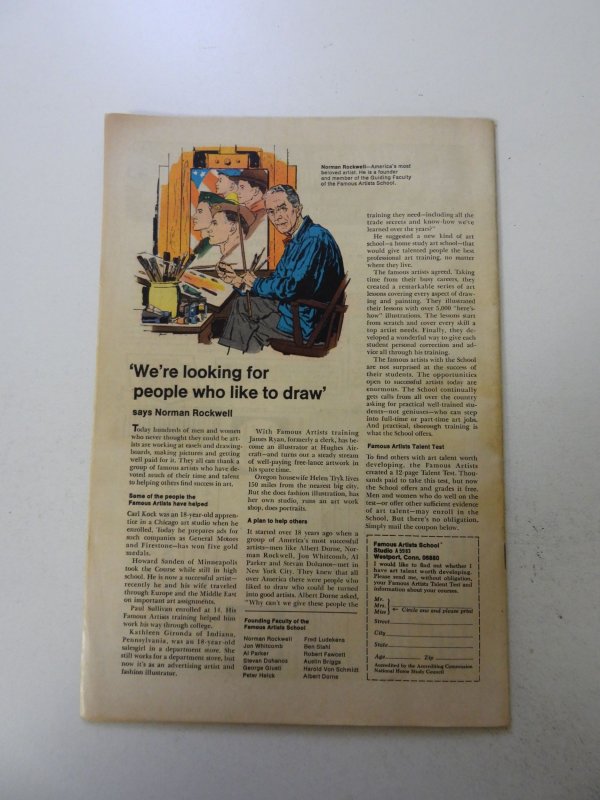 Norman Rockwell—America's most
beloved artist. He is a founder
and member of the Guiding Faculty
of the Famous Artists School.
'We're looking for
people who like to draw'
says Norman Rockwell
Today hundreds of men and women
who never thought they could be art-
ists are working at easels and drawing-
boards, making pictures and getting
well paid for it. They all can thank a
group of famous artists who have de-
voted much of their time and talent
to helping others find success in art.
Some of the people the
Famous Artists have helped
Carl Kock was an 18-year-old appren-
tice in a Chicago art studio when he
enrolled. Today he prepares ads for
such companies as General Motors
and Firestone—has won five gold
medals.
Howard Sanden of Minneapolis
took the Course while still in high
school. He is now a successful artist—
recently he and his wife traveled
through Europe and the Middle East
on important art assignments.
Paul Sullivan enrolled at 14. His
Famous Artists training helped him
work his way through college.
Kathleen Gironda of Indiana,
Pennsylvania, was an 18-year-old
salesgirl in a department store. She
still works for a department store, but
now it's as an advertising artist and
fashion illustrator.
With Famous Artists training
James Ryan, formerly a clerk, has be-
come an illustrator at Hughes Air-
craft—and turns out a steady stream
of well-paying free-lance artwork in
his spare time.
Oregon housewife Helen Tryk lives
150 miles from the nearest big city.
But she does fashion illustration, has
her own studio, runs an art work
shop, does portraits.
A plan to help others
It started over 18 years ago when a
group of America's most successful
artists—men like Albert Dorne, Nor-
man Rockwell, Jon Whitcomb, Al
Parker and Stevan Dohanos—met in
New York City. They knew that all
over America there were people who
liked to draw who could be turned
into good artists. Albert Dorne asked,
"Why can't we give these people the
Founding Faculty of the
Famous Artists School
Norman Rockwell
Jon Whitcomb
Al Parker
Stevan Dohanos
George Giusti
Peter Helck
Fred Ludekens
Ben Stahl
Robert Fawcett
Austin Briggs
Harold Von Schmidt
Albert Dorne
training they need—including all the
trade secrets and know-how we've
learned over the years?"
He suggested a new kind of art
school—a home study art school—that
would give talented people the best
professional art training, no matter
where they live.
The famous artists agreed. Taking
time from their busy careers, they
created a remarkable series of art
lessons covering every aspect of draw-
ing and painting. They illustrated
their lessons with over 5,000 "here's-
how" illustrations. The lessons start
from scratch and cover every skill a
top artist needs. Finally, they de-
veloped a wonderful way to give each
student personal correction and ad-
vice all through his training.
The famous artists with the School
are not surprised at the success of
their students. The opportunities
open to successful artists today are
enormous. The School continually
gets calls from all over the country
asking for practical well-trained stu-
dents—not geniuses—who can step
into full-time or part-time art jobs.
And practical, thorough training is
what the School offers.
Famous Artists Talent Test
To find others with art talent worth
developing, the Famous Artists
created a 12-page Talent Test. Thou-
sands paid to take this test, but now
the School offers and grades it free.
Men and women who do well on the
test—or offer other sufficient evidence
of art talent—may enroll in the
School. But there's no obligation.
Simply mail the coupon below.
Famous Artists School
Studio
Westport, Conn. 06880
I would like to find out whether I
have art talent worth developing.
Please send me, without obligation,
your Famous Artists Talent Test and
information about your courses.
Mr.
Mrs.
Miss ← Circle one and please print
Street
City
State
Age Zip
Accredited by the Accrediting Commission
National Home Study Council